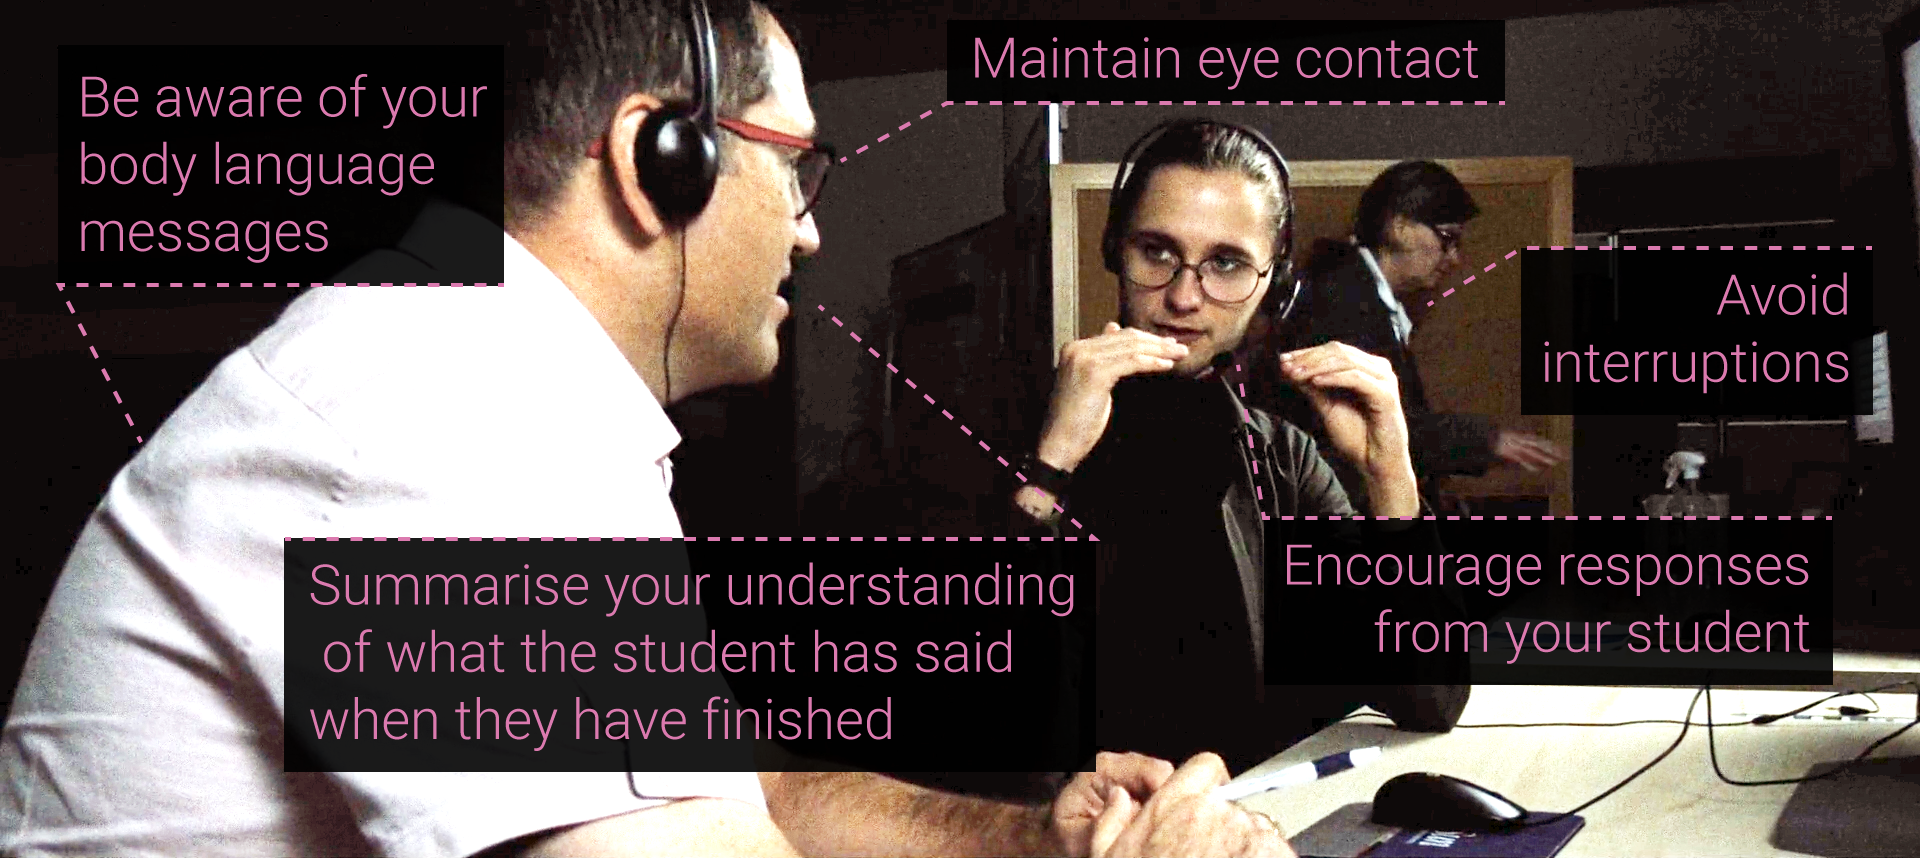 Be aware of your
body language
messages
Maintain eye contact
Avoid
interruptions
Summarise your understanding
of what the student has said
when they have finished
Encourage responses
from your student